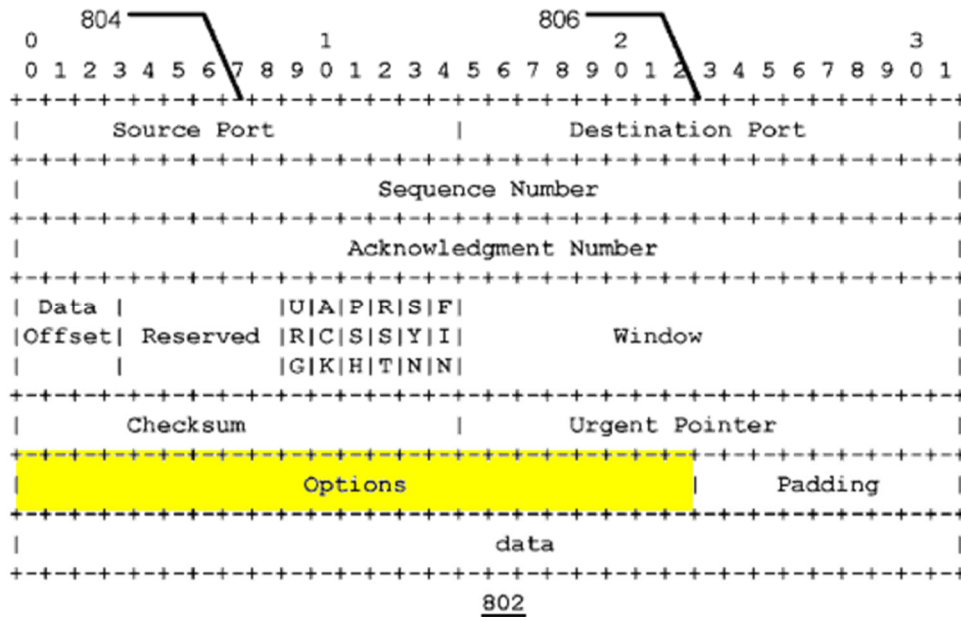 804 806
0 1 2 3
0 1 2 3 4 5 6 7 8 9 0 1 2 3 4 5 6 7 8 9 0 1 2 3 4 5 6 7 8 9 0 1
| Source Port | Destination Port |
| Sequence Number |
| Acknowledgment Number |
| Data | |U|A|P|R|S|F| |
|Offset| Reserved |R|C|S|S|Y|I| Window |
| | |G|K|H|T|N|N| |
| Checksum | Urgent Pointer |
| Options | Padding |
| data |
802